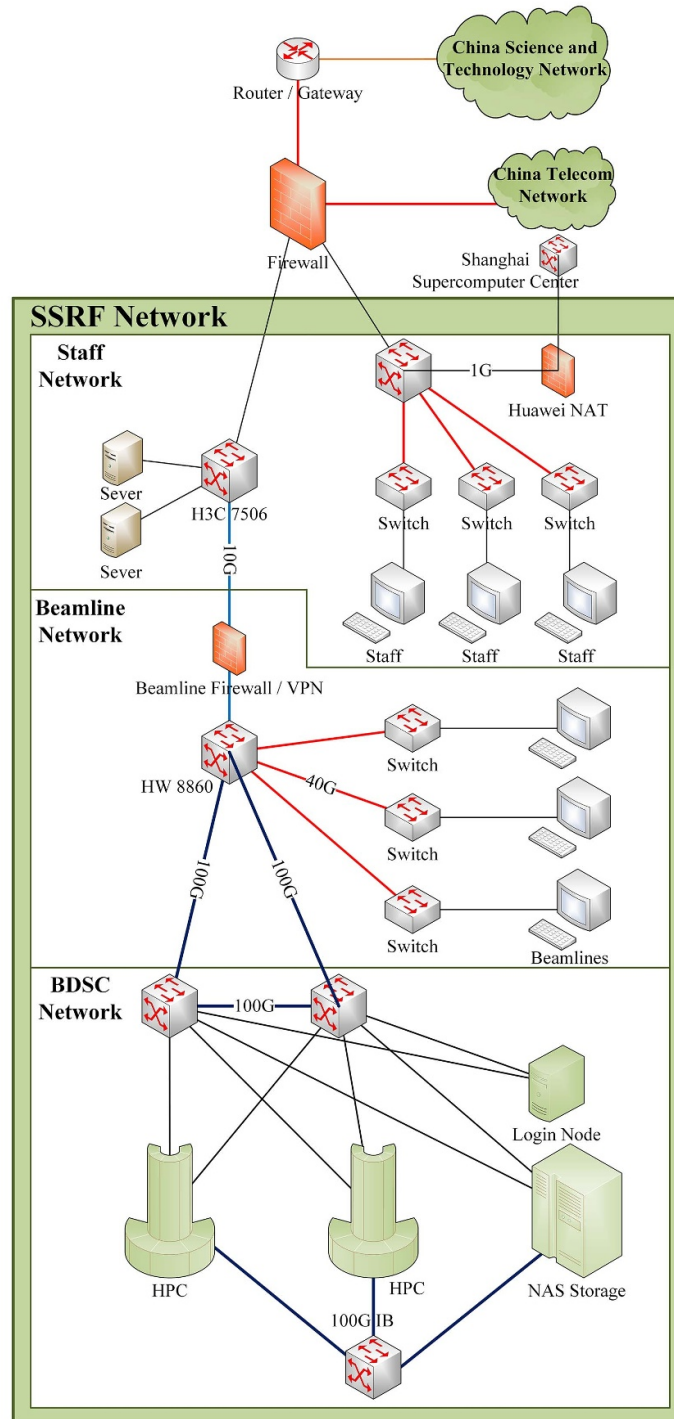 China Science and
Technology Network
Router / Gateway
China Telecom
Network
Firewall
Shanghai
Supercomputer Center
SSRF Network
Staff
Network
1G
Huawei NAT
Sever
H3C 7506
Switch
Switch
Switch
Sever
10G
Staff
Staff
Staff
Beamline
Network
Beamline Firewall / VPN
HW 8860
Switch
40G
Switch
100G
100G
Switch
Beamlines
BDSC
Network
100G
Login Node
HPC
HPC
NAS Storage
100G IB